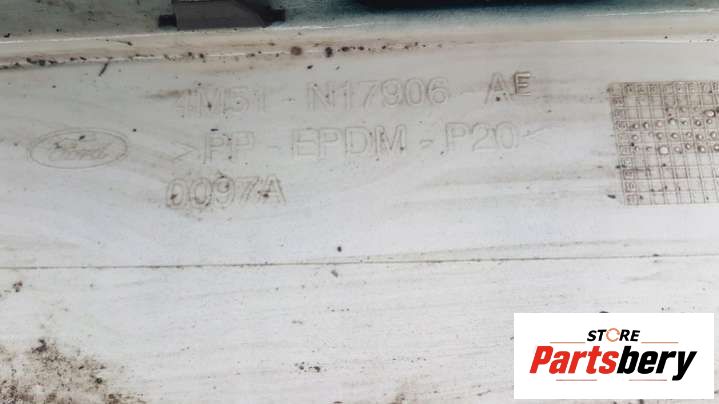 4M51 - N17906 AE
Ford
>PP - EPDM - P20<
0097A
STORE
Partsbery